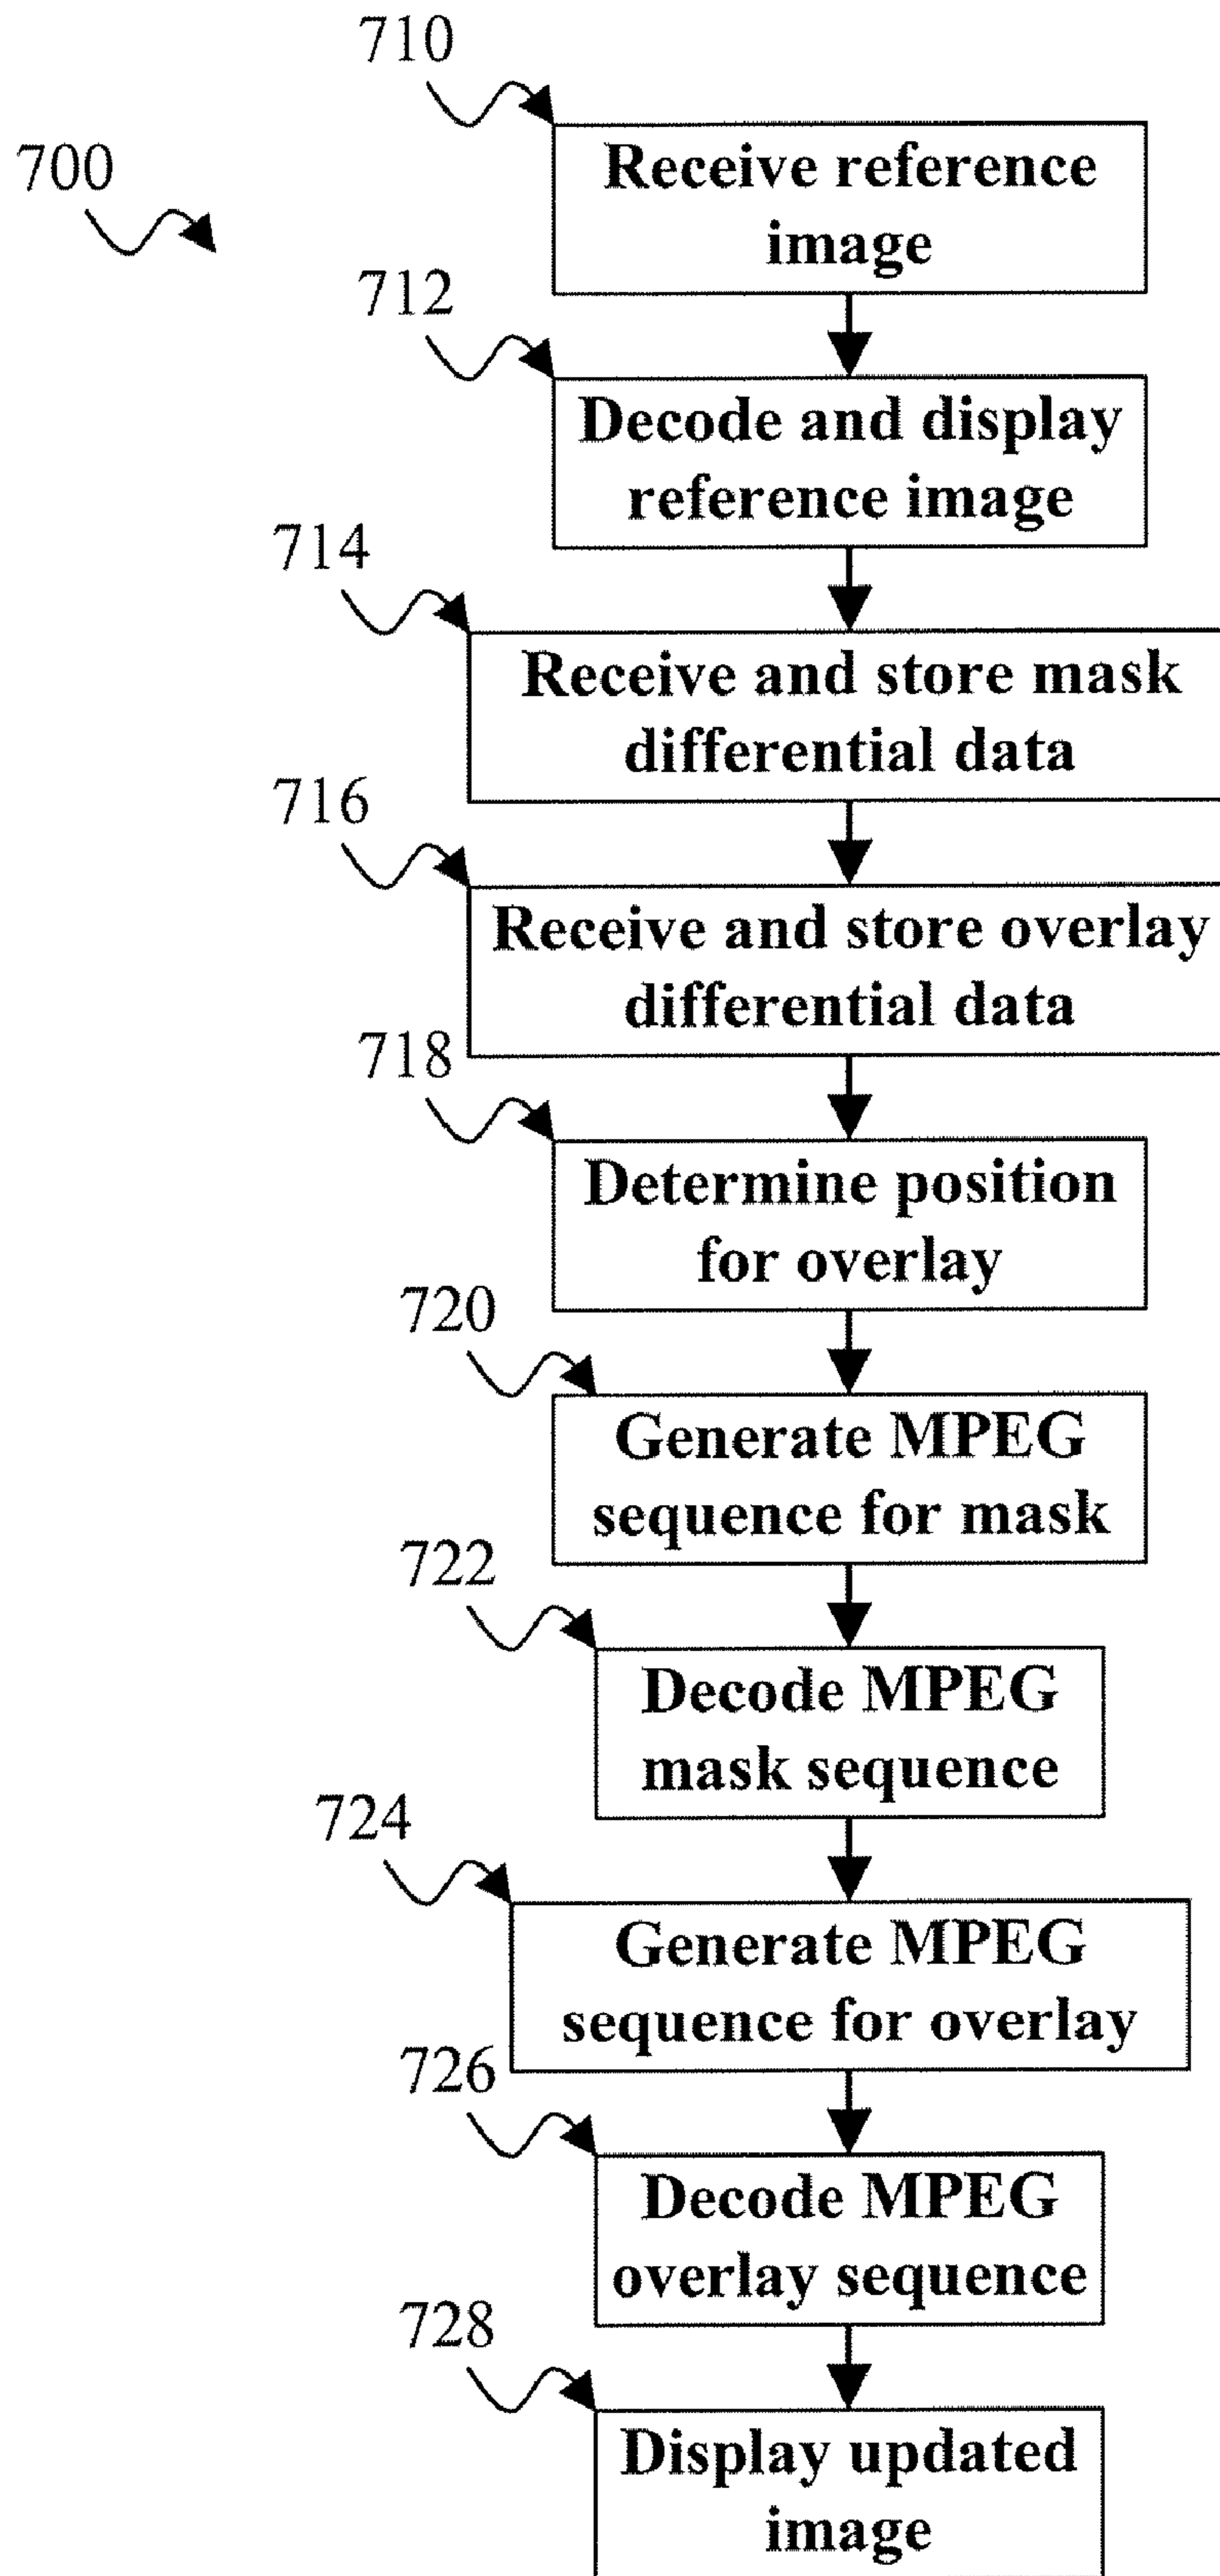 710
700
Receive reference
image
712
Decode and display
reference image
714
Receive and store mask
differential data
716
Receive and store overlay
differential data
718
Determine position
for overlay
720
Generate MPEG
sequence for mask
722
Decode MPEG
mask sequence
724
Generate MPEG
sequence for overlay
726
Decode MPEG
overlay sequence
728
Display updated
image